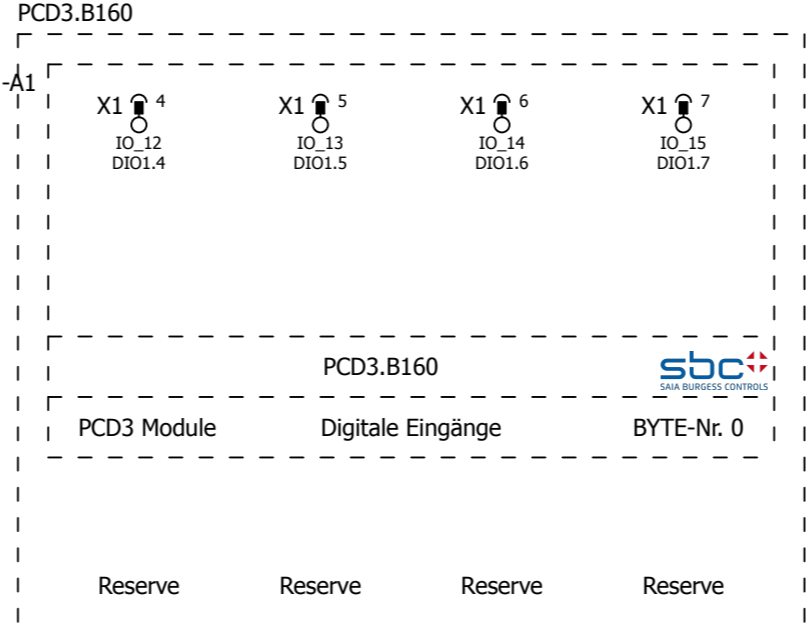 PCD3.B160
-A1
X1 4 X1 5 X1 6 X1 7
IO_12 IO_13 IO_14 IO_15
DIO1.4 DIO1.5 DIO1.6 DIO1.7
PCD3.B160
sbc
SAIA BURGESS CONTROLS
PCD3 Module Digitale Eingänge BYTE-Nr. 0
Reserve Reserve Reserve Reserve